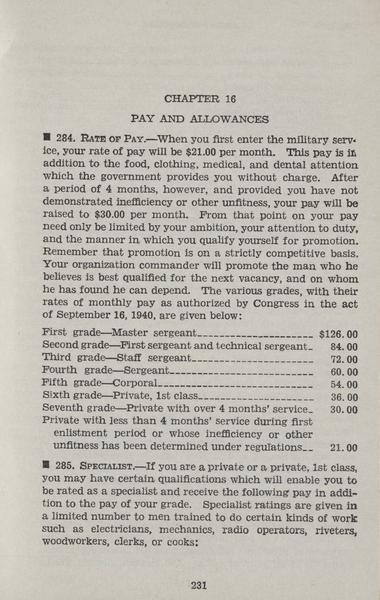 CHAPTER 16
PAY AND ALLOWANCES
■ 284. RATE OF PAY.—When you first enter the military serv-
ice, your rate of pay will be $21.00 per month. This pay is in
addition to the food, clothing, medical, and dental attention
which the government provides you without charge. After
a period of 4 months, however, and provided you have not
demonstrated inefficiency or other unfitness, your pay will be
raised to $30.00 per month. From that point on your pay
need only be limited by your ambition, your attention to duty,
and the manner in which you qualify yourself for promotion.
Remember that promotion is on a strictly competitive basis.
Your organization commander will promote the man who he
believes is best qualified for the next vacancy, and on whom
he has found he can depend. The various grades, with their
rates of monthly pay as authorized by Congress in the act
of September 16, 1940, are given below:
First grade—Master sergeant---------------------- $126.00
Second grade—First sergeant and technical sergeant_ 84.00
Third grade—Staff sergeant---------------------- 72.00
Fourth grade—Sergeant-------------------------- 60.00
Fifth grade—Corporal---------------------------- 54.00
Sixth grade—Private, 1st class-------------------- 36.00
Seventh grade—Private with over 4 months' service_ 30.00
Private with less than 4 months' service during first
enlistment period or whose inefficiency or other
unfitness has been determined under regulations__ 21.00
■ 285. SPECIALIST.—If you are a private or a private, 1st class,
you may have certain qualifications which will enable you to
be rated as a specialist and receive the following pay in addi-
tion to the pay of your grade. Specialist ratings are given in
a limited number to men trained to do certain kinds of work
such as electricians, mechanics, radio operators, riveters,
woodworkers, clerks, or cooks:
231